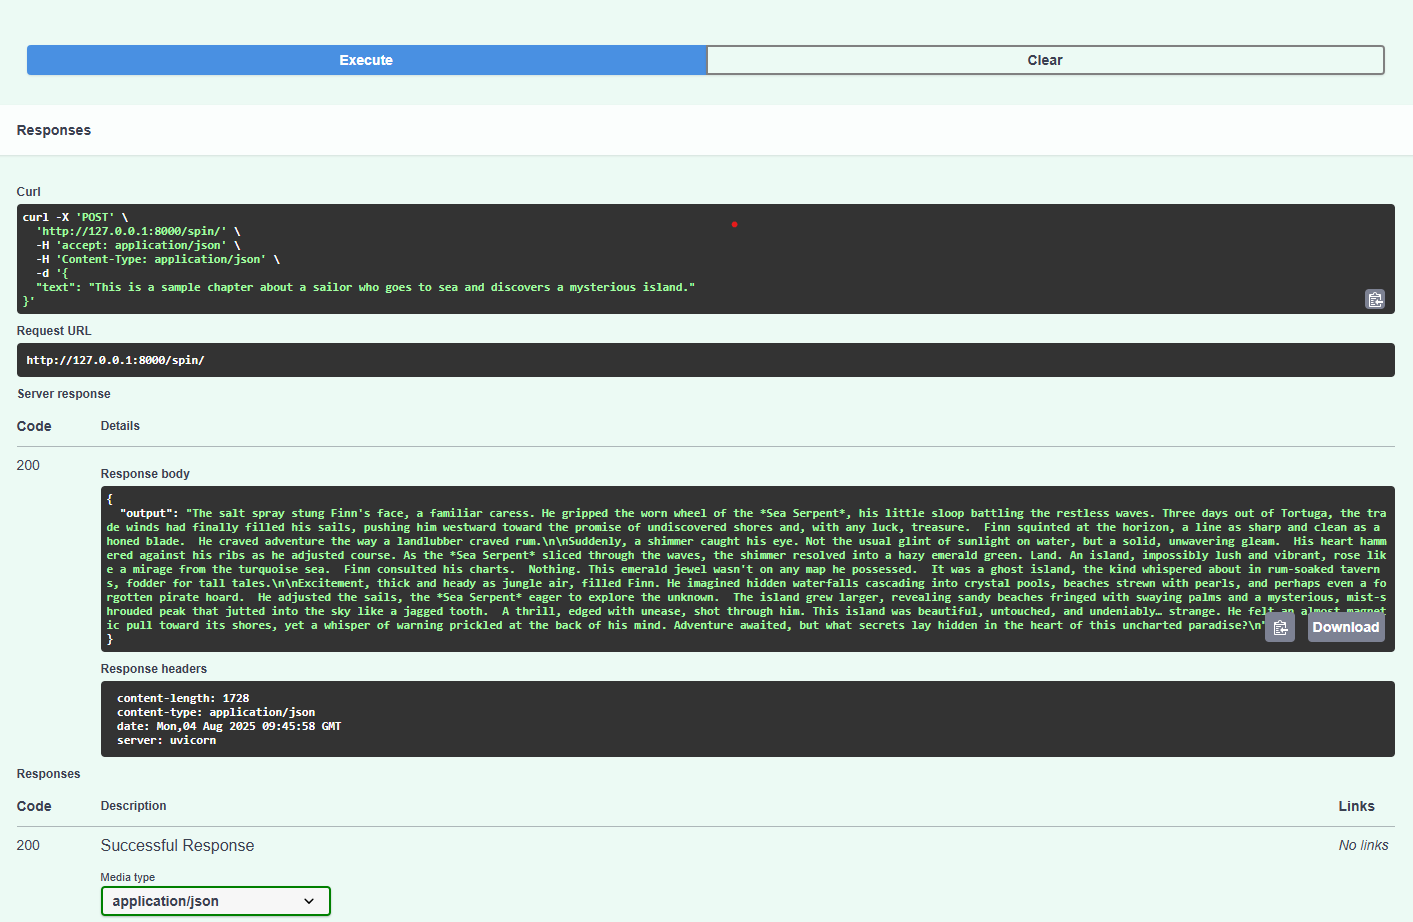 Execute
Clear
Responses
Curl
curl -X 'POST' \
'http://127.0.0.1:8000/spin/' \
-H 'accept: application/json' \
-H 'Content-Type: application/json' \
-d '{
"text": "This is a sample chapter about a sailor who goes to sea and discovers a mysterious island."
}'
Request URL
http://127.0.0.1:8000/spin/
Server response
Code Details
200
Response body
{
"output": "The salt spray stung Finn's face, a familiar caress. He gripped the worn wheel of the *Sea Serpent*, his little sloop battling the restless waves. Three days out of Tortuga, the tra
de winds had finally filled his sails, pushing him westward toward the promise of undiscovered shores and, with any luck, treasure.  Finn squinted at the horizon, a line as sharp and clean as a
honed blade.  He craved adventure the way a landlubber craved rum.\n\nSuddenly, a shimmer caught his eye. Not the usual glint of sunlight on water, but a solid, unwavering gleam.  His heart hamm
ered against his ribs as he adjusted course. As the *Sea Serpent* sliced through the waves, the shimmer resolved into a hazy emerald green. Land. An island, impossibly lush and vibrant, rose lik
e a mirage from the turquoise sea.  Finn consulted his charts.  Nothing. This emerald jewel wasn't on any map he possessed.  It was a ghost island, the kind whispered about in rum-soaked tavern
s, fodder for tall tales.\n\nExcitement, thick and heady as jungle air, filled Finn. He imagined hidden waterfalls cascading into crystal pools, beaches strewn with pearls, and perhaps even a fo
rgotten pirate hoard.  He adjusted the sails, the *Sea Serpent* eager to explore the unknown.  The island grew larger, revealing sandy beaches fringed with swaying palms and a mysterious, mist-s
hrouded peak that jutted into the sky like a jagged tooth.  A thrill, edged with unease, shot through him. This island was beautiful, untouched, and undeniably… strange. He felt an almost magnet
ic pull toward its shores, yet a whisper of warning prickled at the back of his mind. Adventure awaited, but what secrets lay hidden in the heart of this uncharted paradise?\n"
}
Download
Response headers
content-length: 1728
content-type: application/json
date: Mon,04 Aug 2025 09:45:58 GMT
server: uvicorn
Responses
Code Description Links
200 Successful Response No links
Media type
application/json